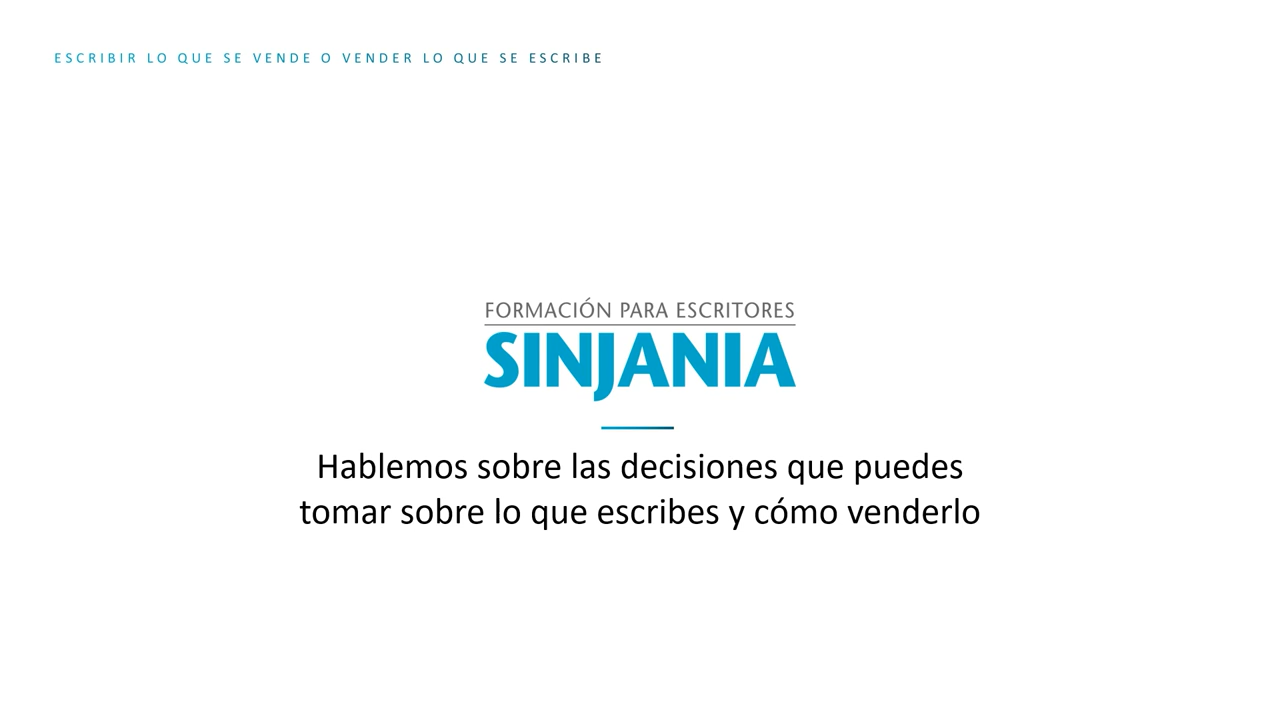 ESCRIBIR LO QUE SE VENDE O VENDER LO QUE SE ESCRIBE
FORMACIÓN PARA ESCRITORES
SINJANIA
Hablemos sobre las decisiones que puedes
tomar sobre lo que escribes y cómo venderlo